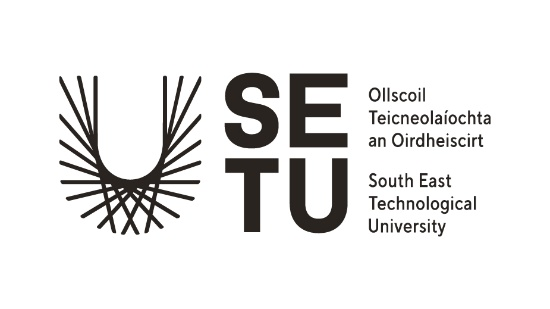 SE
TU
Ollscoil
Teicneolaíochta
an Oirdheiscirt
South East
Technological
University